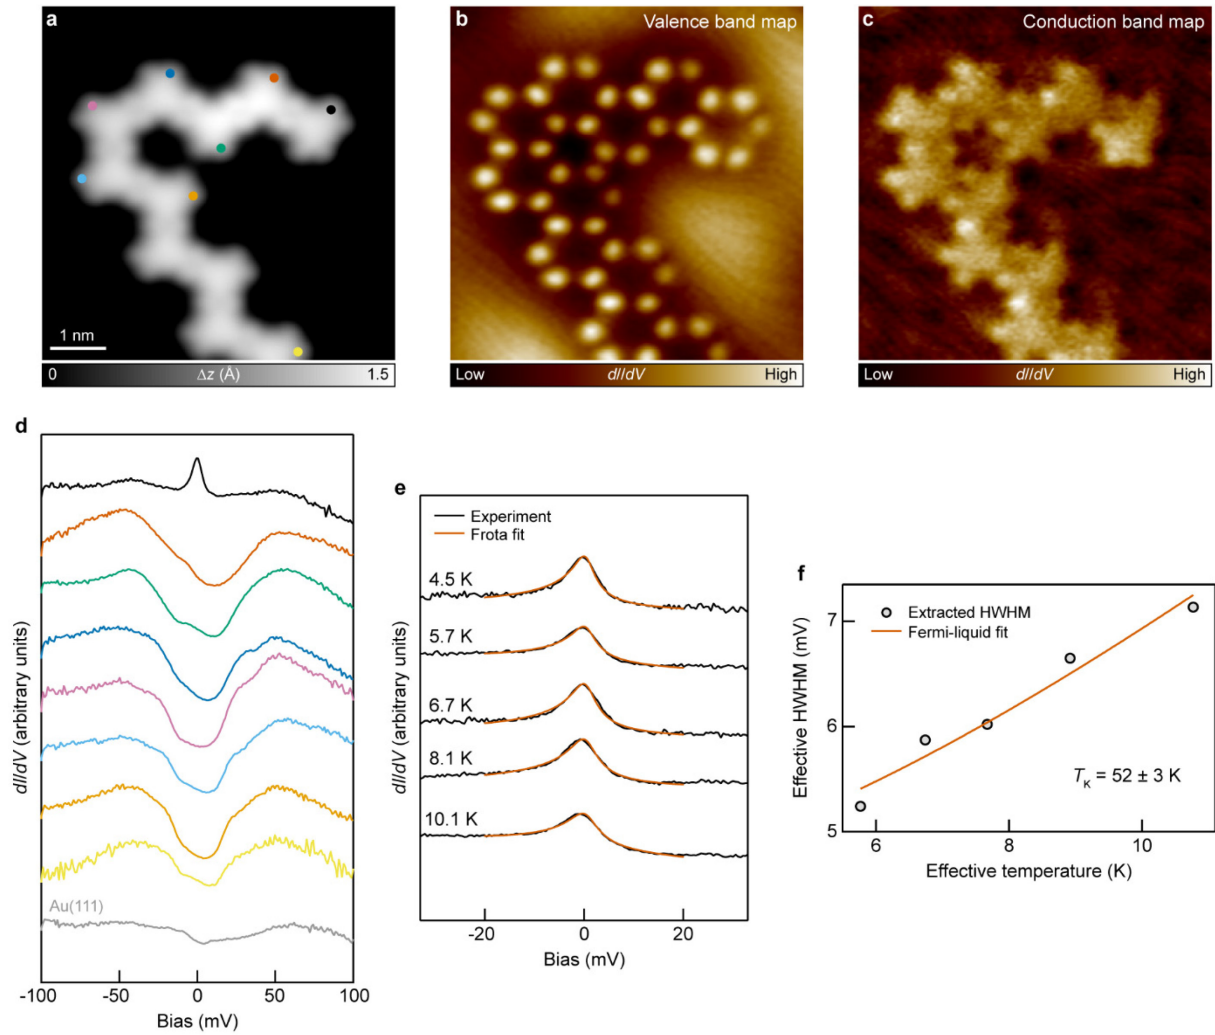 a
1 nm
0 Δz (Å) 1.5
b
Valence band map
Low dI/dV High
c
Conduction band map
Low dI/dV High
d
dI/dV (arbitrary units)
Au(111)
-100 -50 0 50 100
Bias (mV)
e
Experiment
Frota fit
4.5 K
5.7 K
6.7 K
8.1 K
10.1 K
dI/dV (arbitrary units)
-20 0 20
Bias (mV)
f
Extracted HWHM
Fermi-liquid fit
7
6
5
Effective HWHM (mV)
TK = 52 ± 3 K
6 8 10
Effective temperature (K)